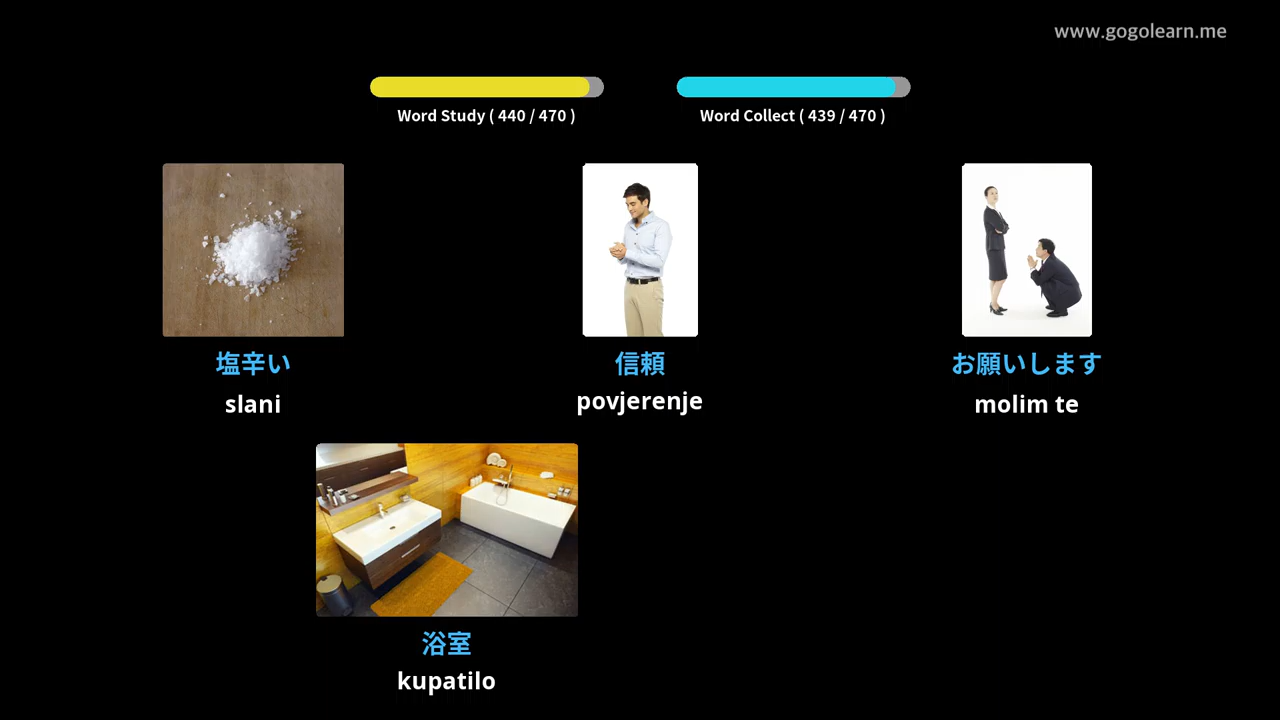 www.gogolearn.me
Word Study ( 440 / 470 )
Word Collect ( 439 / 470 )
塩辛い
slani
信頼
povjerenje
お願いします
molim te
浴室
kupatilo